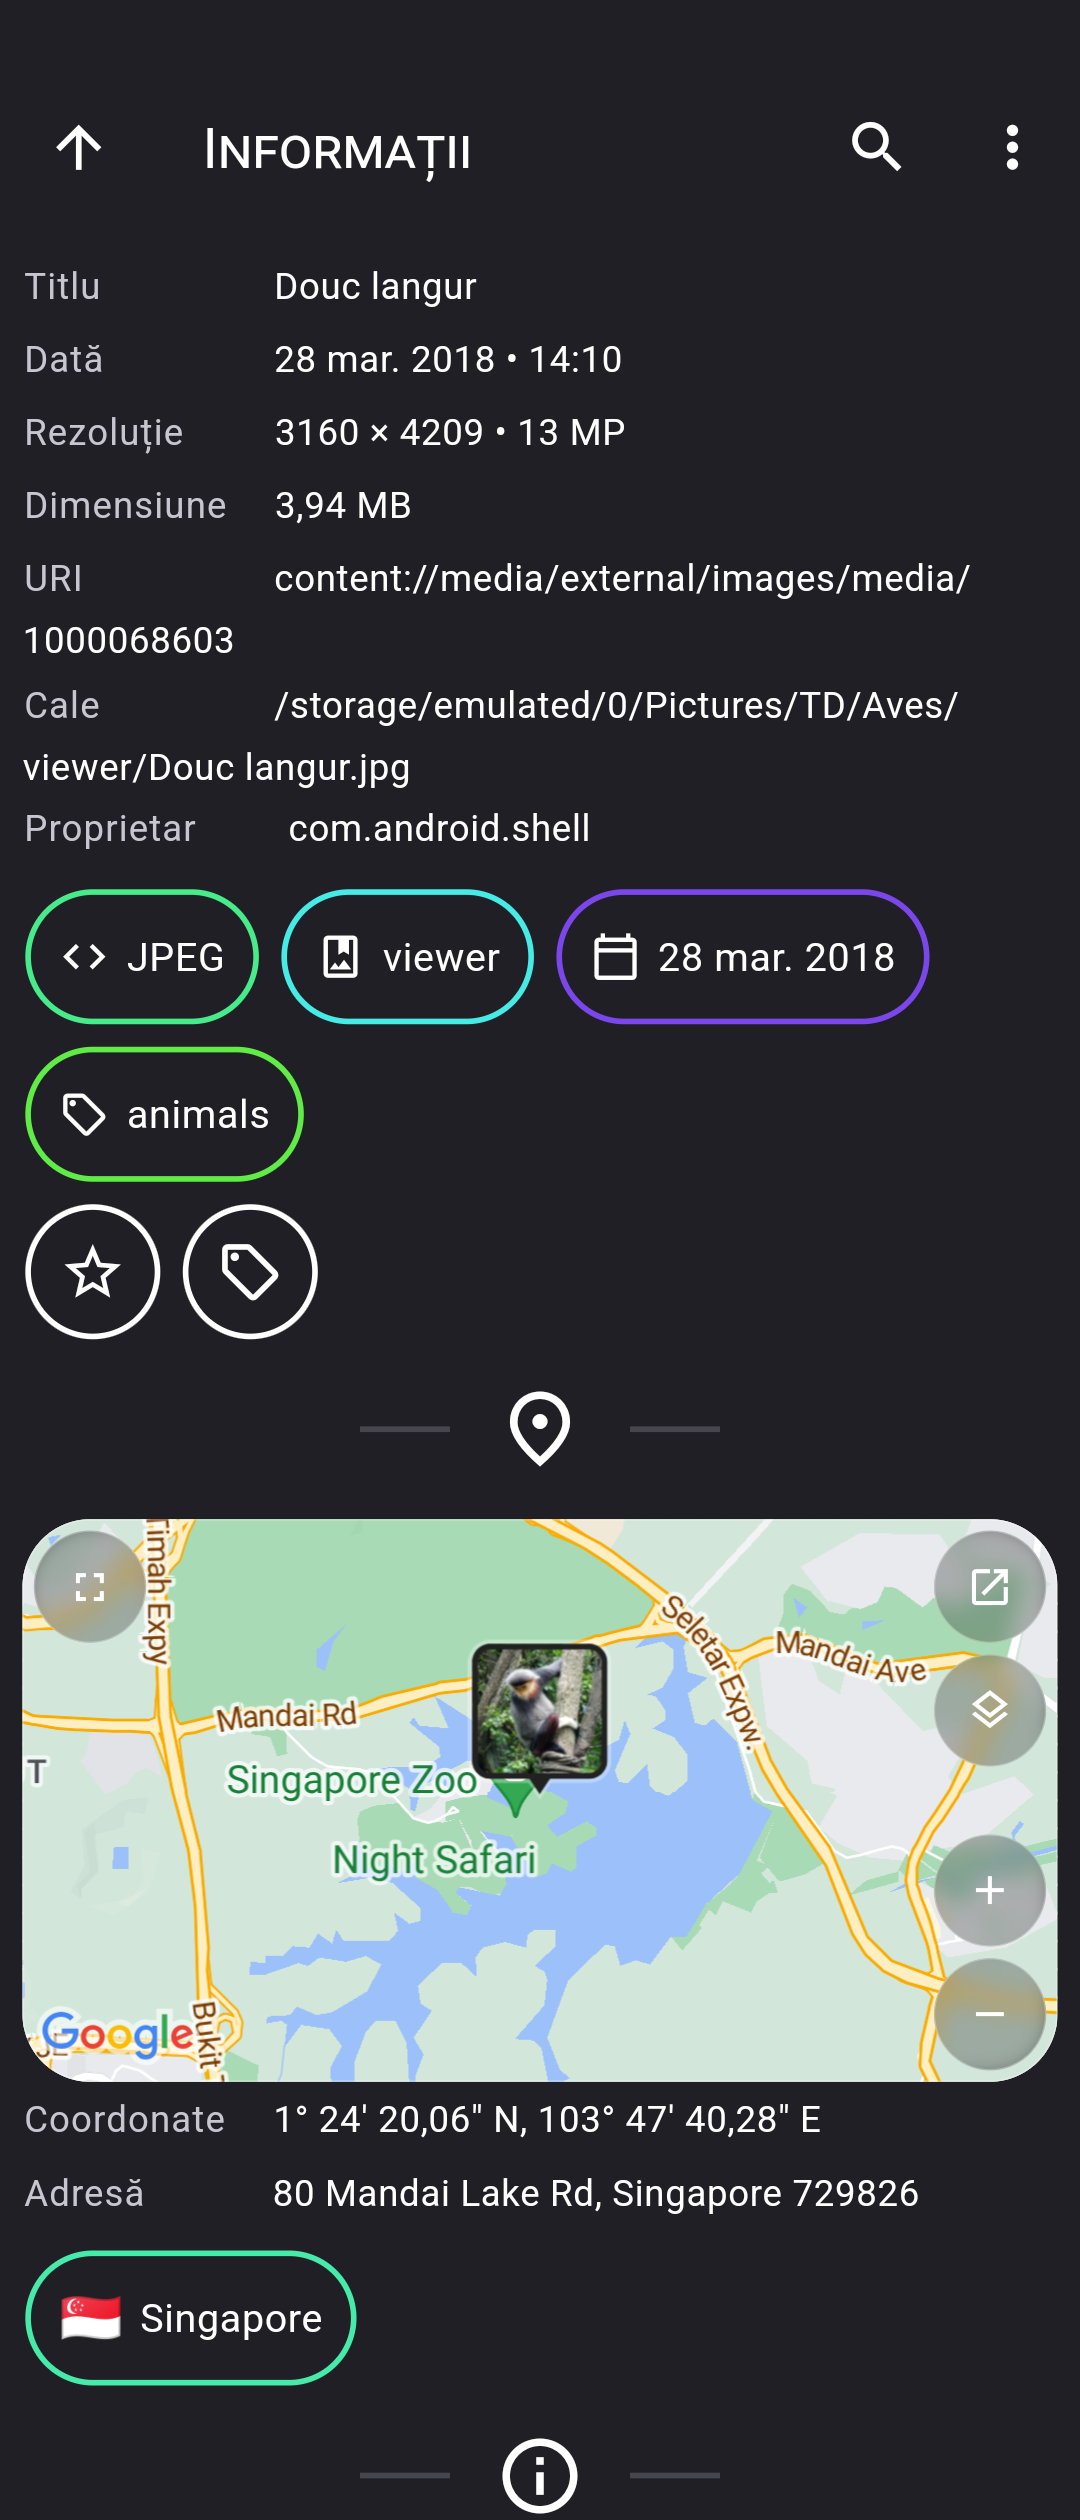 Informații
Titlu Douc langur
Dată 28 mar. 2018 • 14:10
Rezoluție 3160 × 4209 • 13 MP
Dimensiune 3,94 MB
URI content://media/external/images/media/
1000068603
Cale /storage/emulated/0/Pictures/TD/Aves/
viewer/Douc langur.jpg
Proprietar com.android.shell
JPEG viewer 28 mar. 2018
animals
Timah Expy
Seletar Expw.
Mandai Ave
Mandai Rd
T
Singapore Zoo
Night Safari
Bukit
Google
Coordonate 1° 24' 20,06" N, 103° 47' 40,28" E
Adresă 80 Mandai Lake Rd, Singapore 729826
Singapore